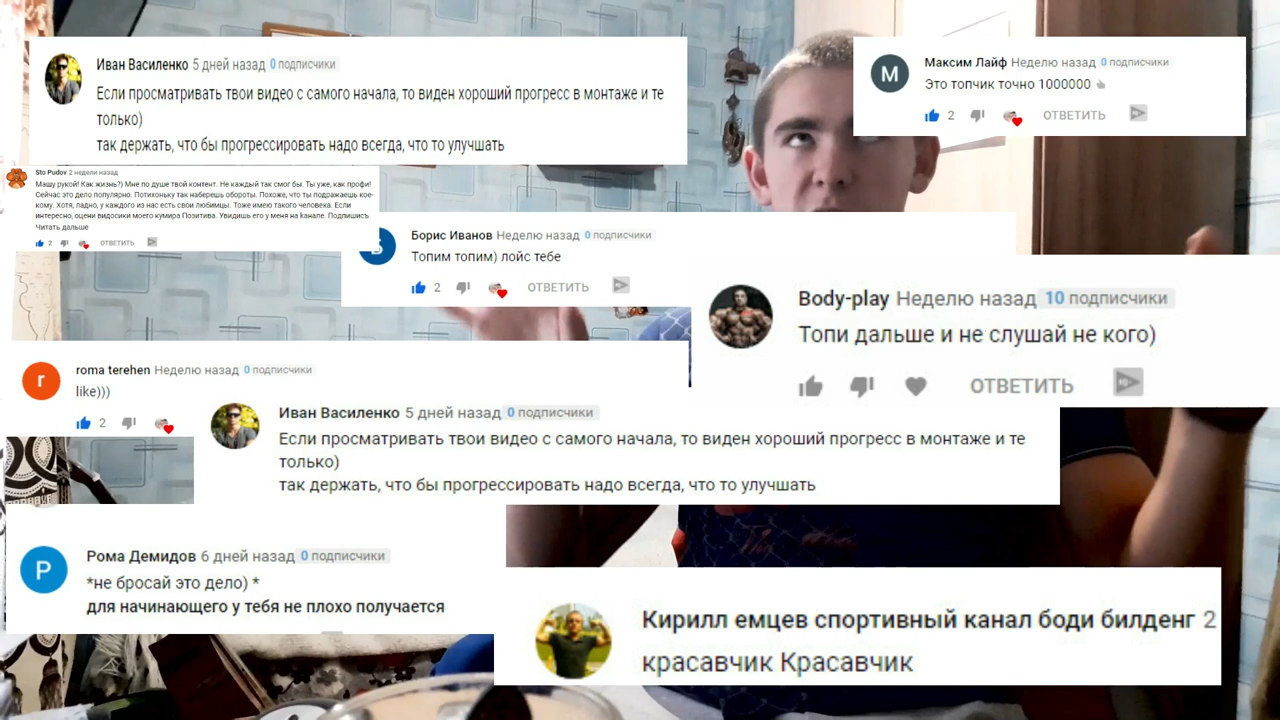 Иван Василенко 5 дней назад 0 подписчики
Если просматривать твои видео с самого начала, то виден хороший прогресс в монтаже и те
только)
так держать, что бы прогрессировать надо всегда, что то улучшать
М
Максим Лайф Неделю назад 0 подписчики
Это топчик точно 1000000
2 ОТВЕТИТЬ
Sto Pudov 2 недели назад
Машу рукой! Как жизнь?) Мне по душе твой контент. Не каждый так смог бы. Ты уже, как профи!
Сейчас это дело популярно. Потихоньку так наберешь обороты. Похоже, что ты подражаешь кое-
кому. Хотя, ладно, у каждого из нас есть свои любимцы. Тоже имею такого человека. Если
интересно, оцени видосики моего кумира Позитива. Увидишь его у меня на kанале. Подпишись
Читать дальше
2 ОТВЕТИТЬ
Борис Иванов Неделю назад 0 подписчики
Топим топим) лойс тебе
2 ОТВЕТИТЬ
Body-play Неделю назад 10 подписчики
Топи дальше и не слушай не кого)
ОТВЕТИТЬ
r
roma terehen Неделю назад 0 подписчики
like)))
2
Иван Василенко 5 дней назад 0 подписчики
Если просматривать твои видео с самого начала, то виден хороший прогресс в монтаже и те
только)
так держать, что бы прогрессировать надо всегда, что то улучшать
Р
Рома Демидов 6 дней назад 0 подписчики
*не бросай это дело) *
для начинающего у тебя не плохо получается
Кирилл емцев спортивный канал боди билденг 2
красавчик Красавчик